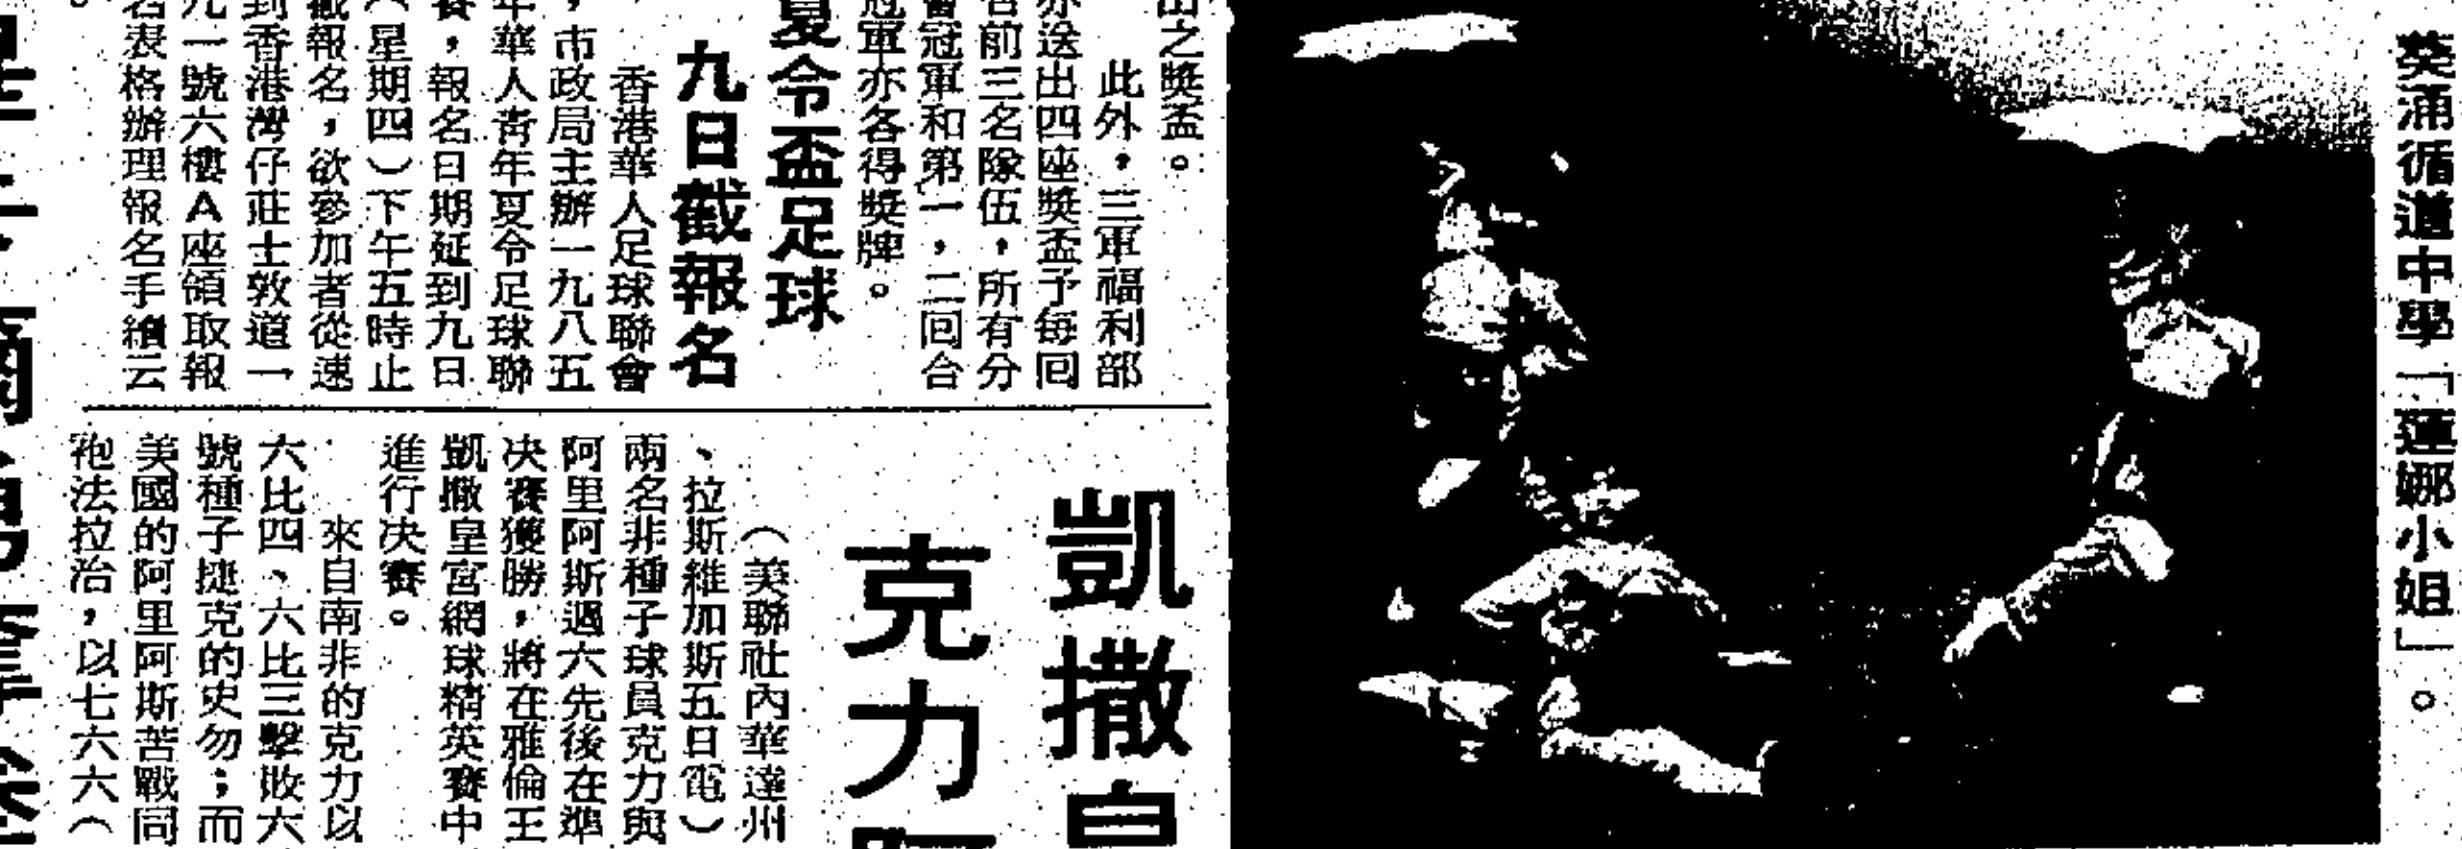 葵涌循道中學「蓮娜小姐」。
出之獎盃。
此外，三軍福利部
亦送出四座獎盃予每囘
名前三名隊伍，所有分
會冠軍和第一，二囘合
冠軍亦各得獎牌。
夏令盃足球
九日截報名
香港華人足球聯會
，市政局主辦一九八五
年華人青年夏令足球聯
賽，報名日期延到九日
（星期四）下午五時止
截報名，欲參加者從速
到香港灣仔莊士敦道一
九一號六樓A座領取報
名表格辦理報名手續云
。
凱撒皇
克力阿
（美聯社內華達州
、拉斯維加斯五日電）
兩名非種子球員克力與
阿里阿斯週六先後在準
决賽獲勝，將在雅倫王
凱撒皇宮網球精英賽中
進行决賽。
來自南非的克力以
六比四、六比三擊敗六
號種子捷克的史勿；而
美國的阿里阿斯苦戰同
袍法拉治，以七六六（